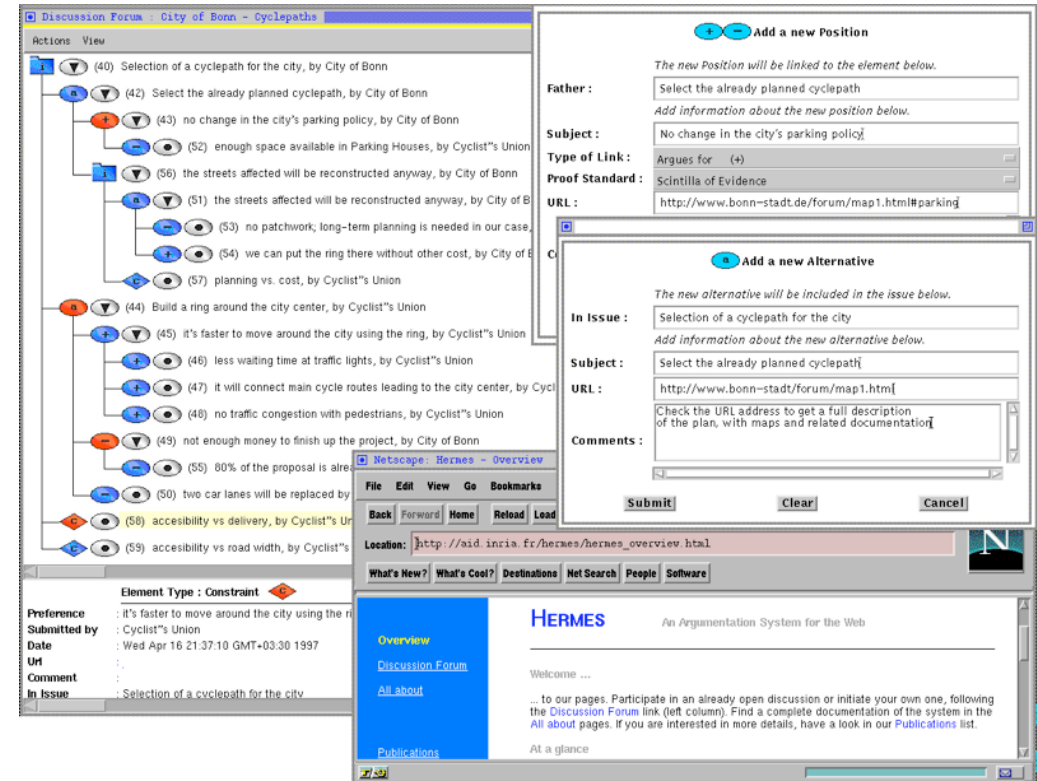 Discussion Forum : City of Bonn - Cyclepaths
Actions View
i (40) Selection of a cyclepath for the city, by City of Bonn
a (42) Select the already planned cyclepath, by City of Bonn
+ (43) no change in the city's parking policy, by City of Bonn
- (52) enough space available in Parking Houses, by Cyclist"s Union
i (56) the streets affected will be reconstructed anyway, by City of Bonn
a (51) the streets affected will be reconstructed anyway, by City of B
- (53) no patchwork; long-term planning is needed in our case,
+ (54) we can put the ring there without other cost, by City of E
c (57) planning vs. cost, by Cyclist"s Union
a (44) Build a ring around the city center, by Cyclist"s Union
+ (45) it's faster to move around the city using the ring, by Cyclist"s Union
+ (46) less waiting time at traffic lights, by Cyclist"s Union
+ (47) it will connect main cycle routes leading to the city center, by Cycl
+ (48) no traffic congestion with pedestrians, by Cyclist"s Union
- (49) not enough money to finish up the project, by City of Bonn
- (55) 80% of the proposal is alrea
- (50) two car lanes will be replaced by
c (58) accesibility vs delivery, by Cyclist"s Ur
c (59) accesibility vs road width, by Cyclist"s
Element Type : Constraint c
Preference : it's faster to move around the city using the ri
Submitted by : Cyclist"s Union
Date : Wed Apr 16 21:37:10 GMT+03:30 1997
Url : .
Comment :
In Issue : Selection of a cyclepath for the city
+ - Add a new Position
The new Position will be linked to the element below.
Father : Select the already planned cyclepath
Add information about the new position below.
Subject : No change in the city's parking policy
Type of Link : Argues for (+)
Proof Standard : Scintilla of Evidence
URL : http://www.bonn-stadt.de/forum/map1.html#parking
a Add a new Alternative
The new alternative will be included in the issue below.
In Issue : Selection of a cyclepath for the city
Add information about the new alternative below.
Subject : Select the already planned cyclepath
URL : http://www.bonn-stadt/forum/map1.html
Comments : Check the URL address to get a full description
of the plan, with maps and related documentation
Submit Clear Cancel
Netscape: Hermes - Overview
File Edit View Go Bookmarks
Back Forward Home Reload Load
Location: http://aid.inria.fr/hermes/hermes_overview.html
N
What's New? What's Cool? Destinations Net Search People Software
Overview
Discussion Forum
All about
Publications
HERMES An Argumentation System for the Web
Welcome ...
... to our pages. Participate in an already open discussion or initiate your own one, following
the Discussion Forum link (left column). Find a complete documentation of the system in the
All about pages. If you are interested in more details, have a look in our Publications list.
At a glance